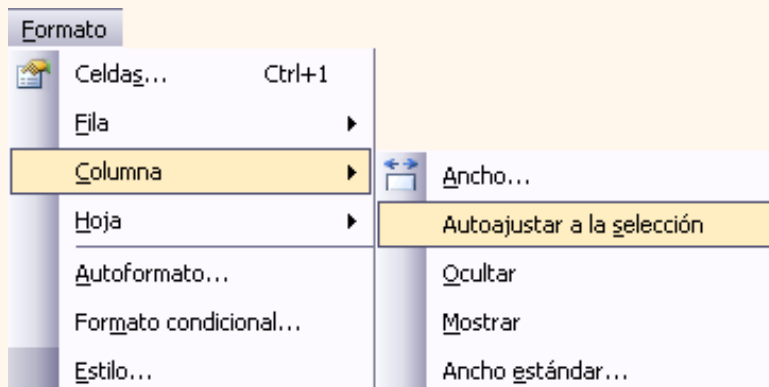 Formato
Celdas... Ctrl+1
Fila
Columna
Hoja
Autoformato...
Formato condicional...
Estilo...
Ancho...
Autoajustar a la selección
Ocultar
Mostrar
Ancho estándar...